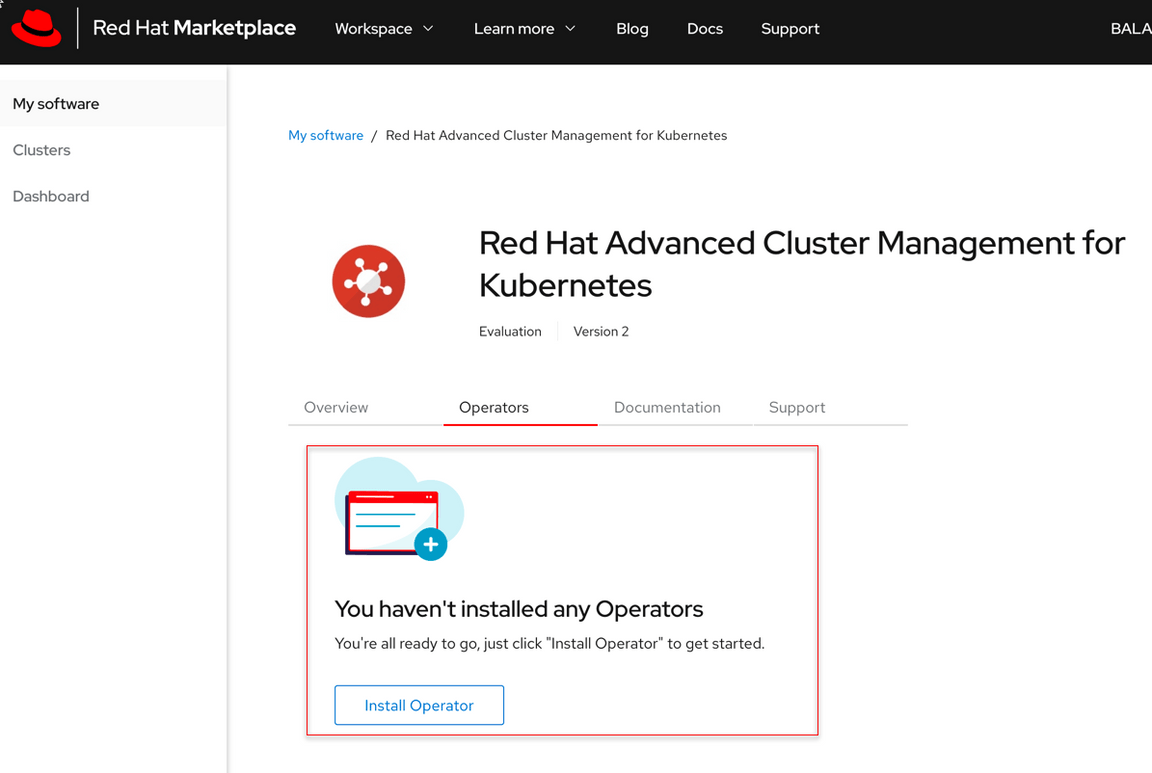 Red Hat Marketplace
Workspace
Learn more
Blog
Docs
Support
BALA
My software
Clusters
Dashboard
My software / Red Hat Advanced Cluster Management for Kubernetes
Red Hat Advanced Cluster Management for
Kubernetes
Evaluation
Version 2
Overview
Operators
Documentation
Support
You haven't installed any Operators
You're all ready to go, just click "Install Operator" to get started.
Install Operator